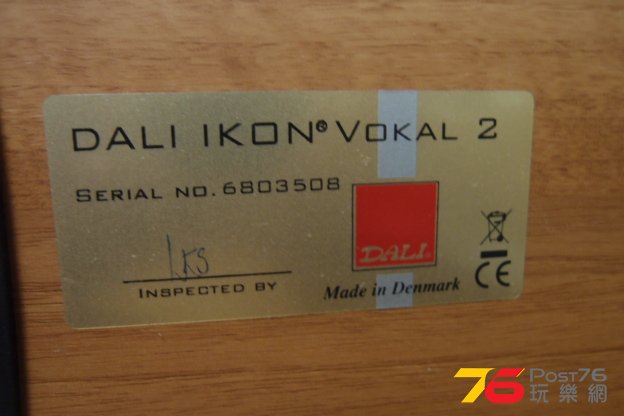 DALI IKON® VOKAL 2
SERIAL NO. 6803508
DALI
INSPECTED BY
Made in Denmark
CE
76 POST76
玩樂網